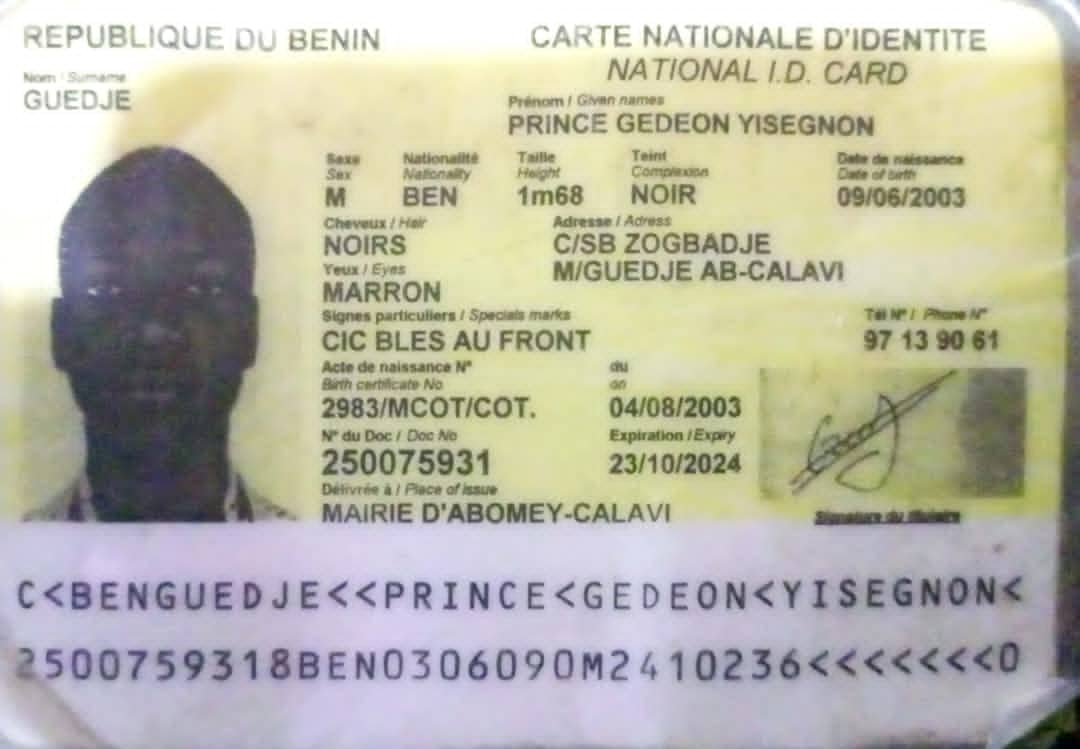 REPUBLIQUE DU BENIN
CARTE NATIONALE D'IDENTITE
NATIONAL I.D. CARD
Nom / Surname
GUEDJE
Prénom / Given names
PRINCE GEDEON YISEGNON
Sexe Nationalité Taille Teint Date de naissance
Sex Nationality Height Complexion Date of birth
M BEN 1m68 NOIR 09/06/2003
Cheveux / Hair Adresse / Adress
NOIRS C/SB ZOGBADJE
Yeux / Eyes M/GUEDJE AB-CALAVI
MARRON
Signes particuliers / Specials marks Tél N° / Phone N°
CIC BLES AU FRONT 97 13 90 61
Acte de naissance N° du
Birth certificate No on
2983/MCOT/COT. 04/08/2003
N° du Doc / Doc No Expiration / Expiry
250075931 23/10/2024
Délivrée à / Place of issue
MAIRIE D'ABOMEY-CALAVI
Signature du titulaire
C<BENGUEDJE<<PRINCE<GEDEON<YISEGNON<
2500759318BEN0306090M2410236<<<<<<<0